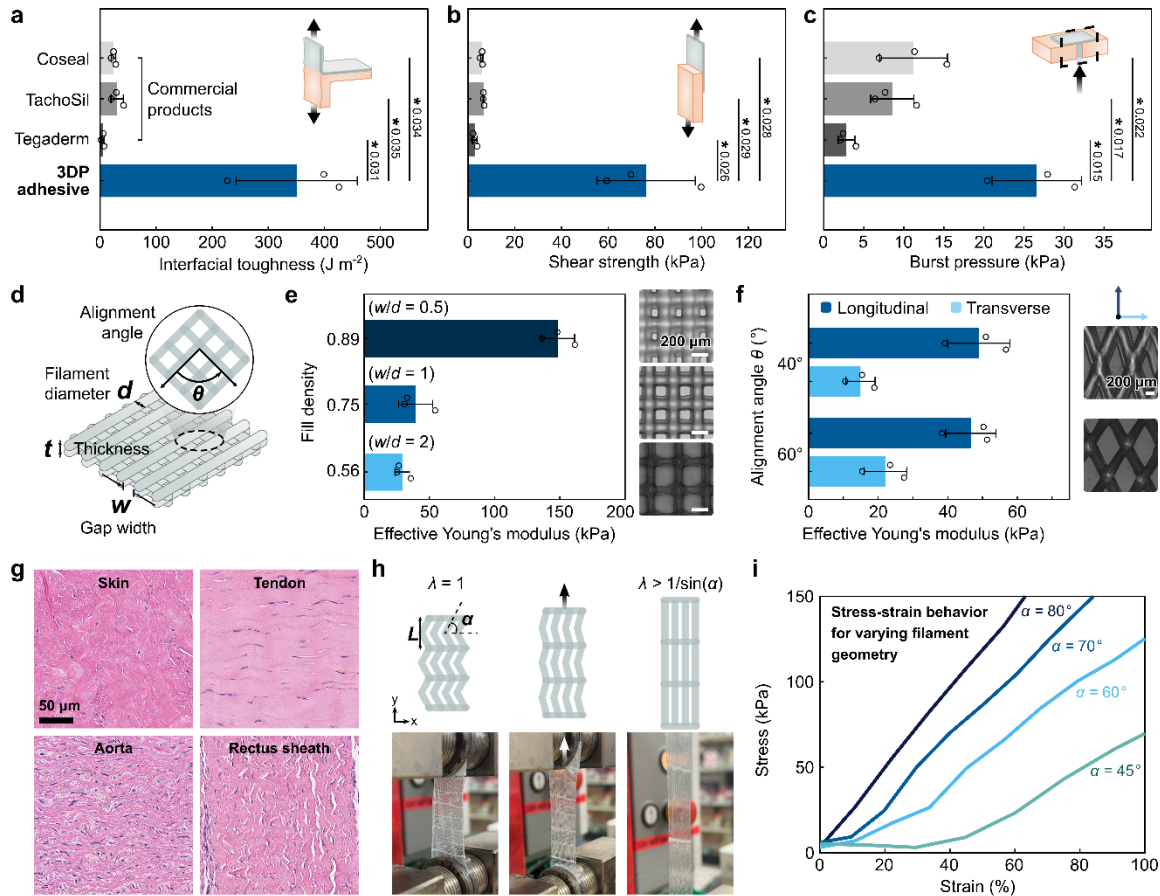 a
Coseal
TachoSil
Tegaderm
3DP
adhesive
Commercial
products
* 0.031
* 0.035
* 0.034
0 100 200 300 400 500
Interfacial toughness (J m⁻²)
b
* 0.026
* 0.029
* 0.028
0 20 40 60 80 100 120
Shear strength (kPa)
c
* 0.015
* 0.017
* 0.022
0 10 20 30 40
Burst pressure (kPa)
d
Alignment
angle
θ
Filament
diameter
d
t
Thickness
w
Gap width
e
Fill density
(w/d = 0.5)
0.89
(w/d = 1)
0.75
(w/d = 2)
0.56
0 50 100 150 200
Effective Young's modulus (kPa)
200 µm
f
Longitudinal
Transverse
Alignment angle θ (°)
40°
60°
0 20 40 60
Effective Young's modulus (kPa)
200 µm
g
Skin
Tendon
50 µm
Aorta
Rectus sheath
h
λ = 1
λ > 1/sin(α)
L
α
y
x
i
Stress-strain behavior
for varying filament
geometry
α = 80°
α = 70°
α = 60°
α = 45°
Stress (kPa)
150
100
50
0
0 20 40 60 80 100
Strain (%)